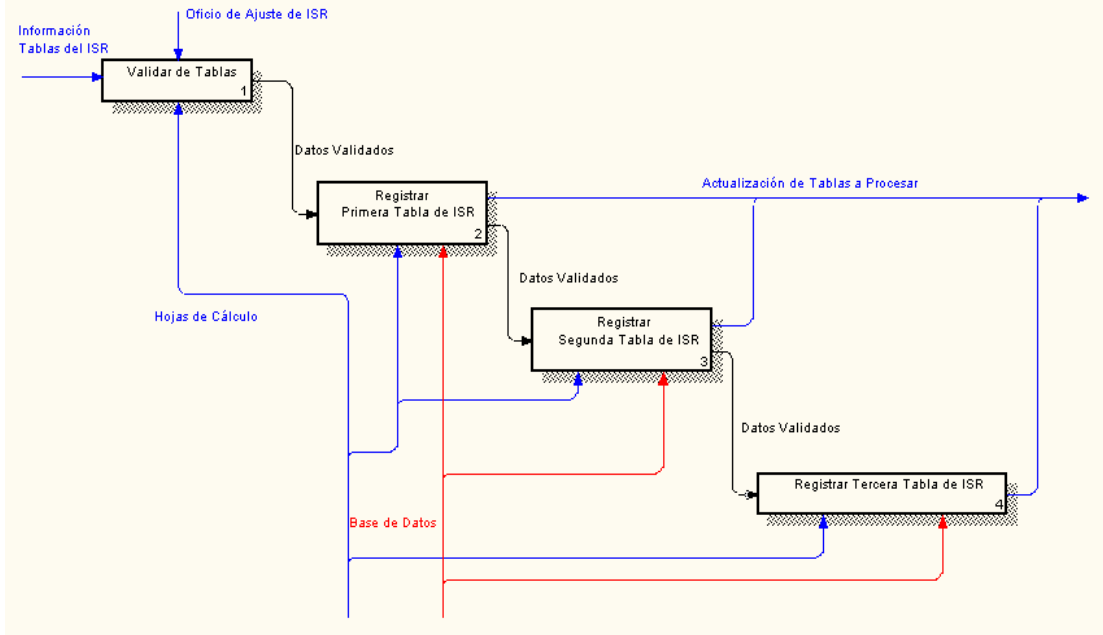 Oficio de Ajuste de ISR
Información
Tablas del ISR
Validar de Tablas
1
Datos Validados
Registrar
Primera Tabla de ISR
2
Actualización de Tablas a Procesar
Datos Validados
Hojas de Cálculo
Registrar
Segunda Tabla de ISR
3
Datos Validados
Registrar Tercera Tabla de ISR
4
Base de Datos